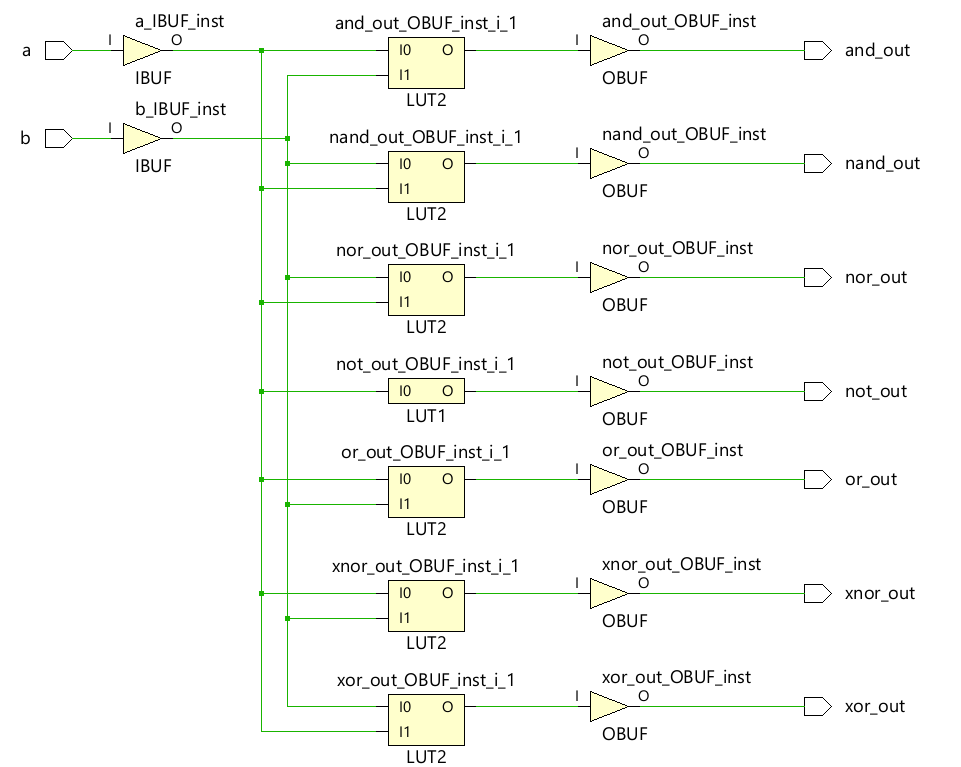 a_IBUF_inst
and_out_OBUF_inst_i_1
and_out_OBUF_inst
a
I
O
I0
O
I
O
and_out
IBUF
I1
OBUF
LUT2
b_IBUF_inst
b
I
O
IBUF
nand_out_OBUF_inst_i_1
nand_out_OBUF_inst
I0
O
I
O
nand_out
I1
OBUF
LUT2
nor_out_OBUF_inst_i_1
nor_out_OBUF_inst
I0
O
I
O
nor_out
I1
OBUF
LUT2
not_out_OBUF_inst_i_1
not_out_OBUF_inst
I0
O
I
O
not_out
LUT1
OBUF
or_out_OBUF_inst_i_1
or_out_OBUF_inst
I0
O
I
O
or_out
I1
OBUF
LUT2
xnor_out_OBUF_inst_i_1
xnor_out_OBUF_inst
I0
O
I
O
xnor_out
I1
OBUF
LUT2
xor_out_OBUF_inst_i_1
xor_out_OBUF_inst
I0
O
I
O
xor_out
I1
OBUF
LUT2